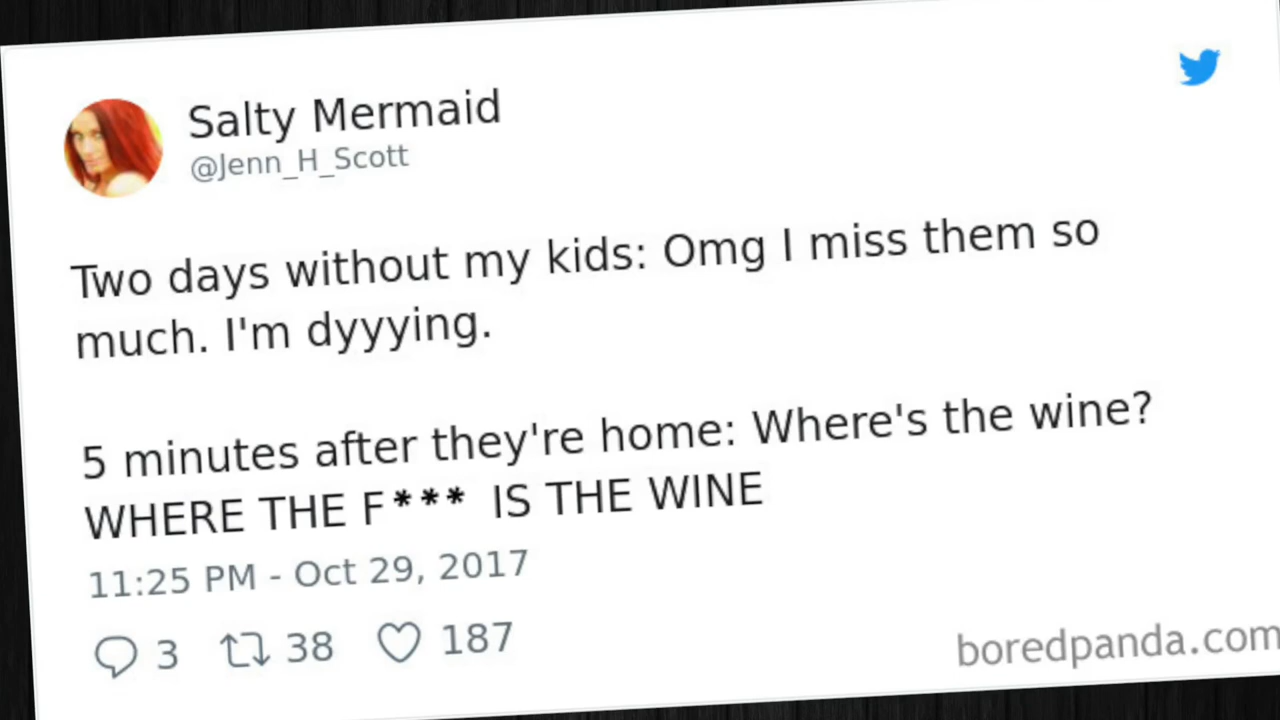 Salty Mermaid
@Jenn_H_Scott
Two days without my kids: Omg I miss them so
much. I'm dyyying.
5 minutes after they're home: Where's the wine?
WHERE THE F*** IS THE WINE
11:25 PM - Oct 29, 2017
3 38 187
boredpanda.com